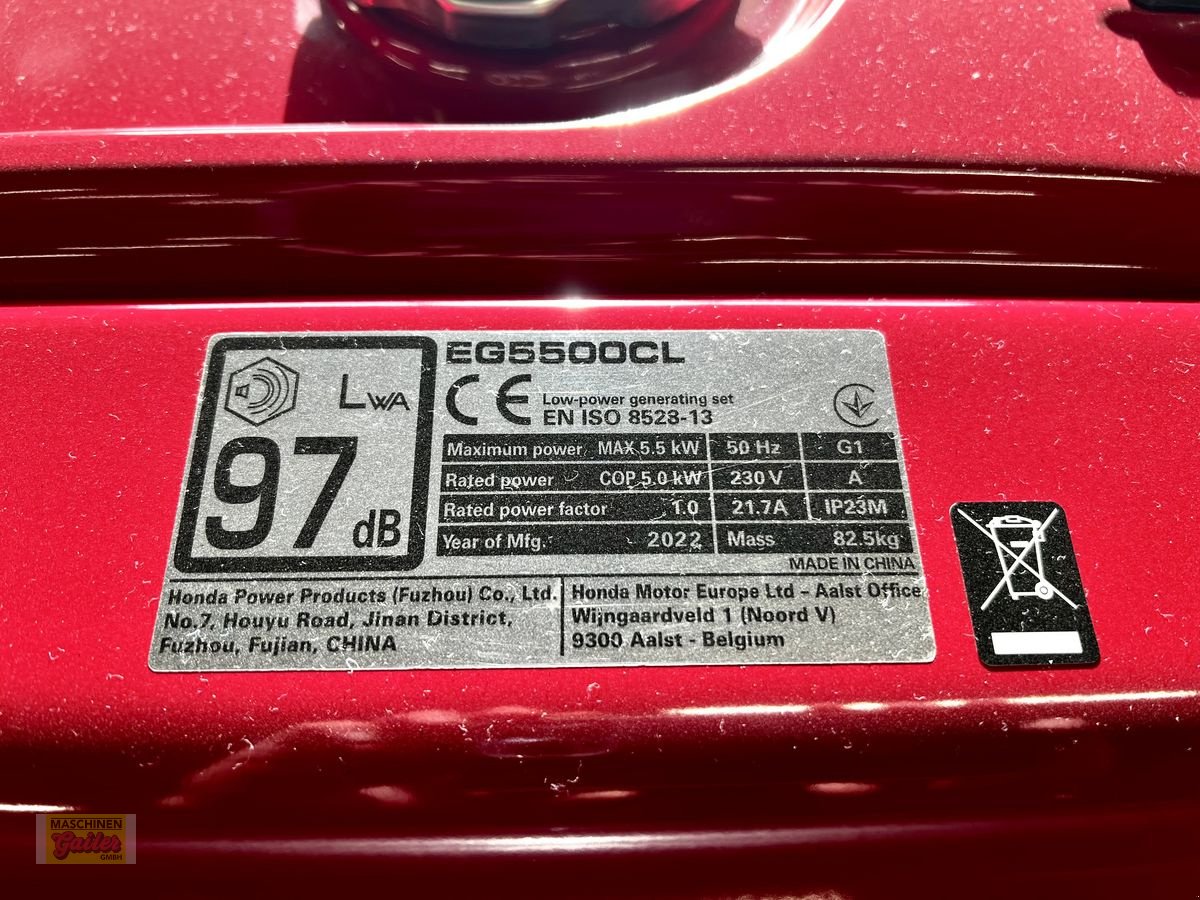 EG5500CL
LWA
97 dB
CE
Low-power generating set
EN ISO 8528-13
Maximum power MAX 5.5 kW 50 Hz G1
Rated power COP 5.0 kW 230 V A
Rated power factor 1.0 21.7A IP23M
Year of Mfg. 2022 Mass 82.5kg
MADE IN CHINA
Honda Power Products (Fuzhou) Co., Ltd.
No.7, Houyu Road, Jinan District,
Fuzhou, Fujian, CHINA
Honda Motor Europe Ltd - Aalst Office
Wijngaardveld 1 (Noord V)
9300 Aalst - Belgium
MASCHINEN
Gailer
GMBH